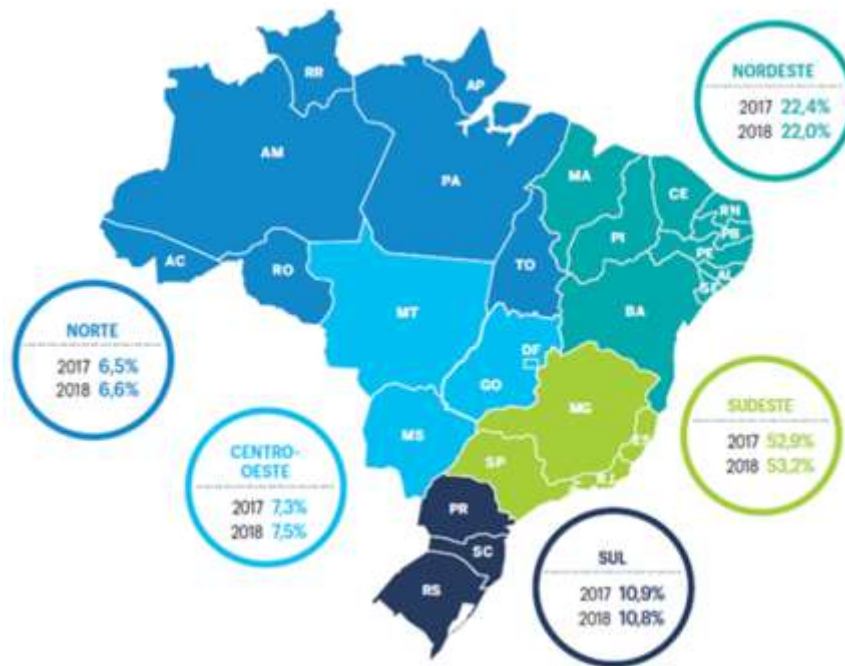 RR
AP
AM
PA
MA
CE
RN
PB
PI
PE
AL
SE
AC
RO
TO
BA
MT
DF
GO
MG
ES
MS
SP
RJ
PR
SC
RS
NORDESTE
2017 22,4%
2018 22,0%
NORTE
2017 6,5%
2018 6,6%
SUDESTE
2017 52,9%
2018 53,2%
CENTRO-
OESTE
2017 7,3%
2018 7,5%
SUL
2017 10,9%
2018 10,8%